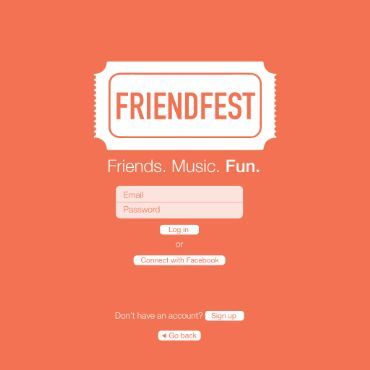 FRIENDFEST
Friends. Music. Fun.
Email
Password
Log in
or
Connect with Facebook
Don't have an account? Sign up
Go back